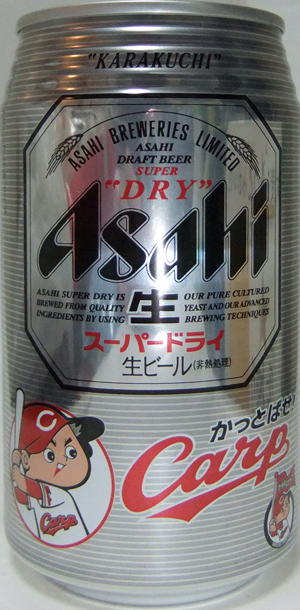 "KARAKUCHI"
ASAHI BREWERIES LIMITED
ASAHI
DRAFT BEER
SUPER
"DRY"
Asahi
ASAHI SUPER DRY IS
BREWED FROM QUALITY
INGREDIENTS BY USING
生
OUR PURE CULTURED
YEAST AND OUR ADVANCED
BREWING TECHNIQUES
スーパードライ
生ビール(非熱処理)
かっとばせ!
Carp
C
Carp